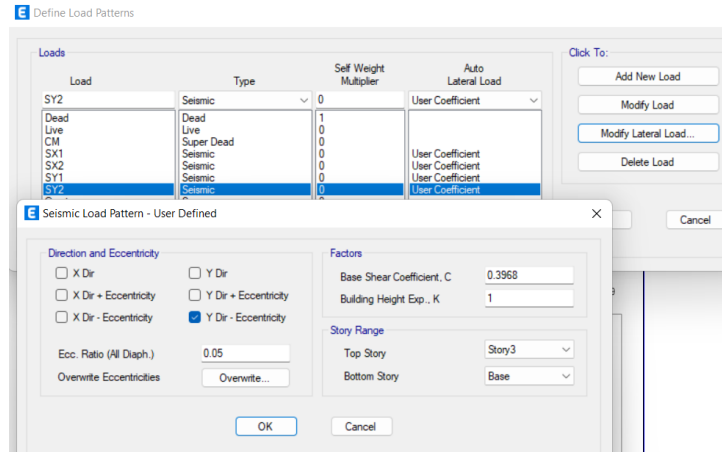 E Define Load Patterns
Loads
Click To:
Load Type Self Weight Multiplier Auto Lateral Load
SY2 Seismic 0 User Coefficient
Dead Dead 1
Live Live 0
CM Super Dead 0
SX1 Seismic 0 User Coefficient
SX2 Seismic 0 User Coefficient
SY1 Seismic 0 User Coefficient
SY2 Seismic 0 User Coefficient
Add New Load
Modify Load
Modify Lateral Load...
Delete Load
Cancel
E Seismic Load Pattern - User Defined
Direction and Eccentricity
X Dir Y Dir
X Dir + Eccentricity Y Dir + Eccentricity
X Dir - Eccentricity Y Dir - Eccentricity
Ecc. Ratio (All Diaph.) 0.05
Overwrite Eccentricities Overwrite...
Factors
Base Shear Coefficient, C 0.3968
Building Height Exp., K 1
Story Range
Top Story Story3
Bottom Story Base
OK Cancel